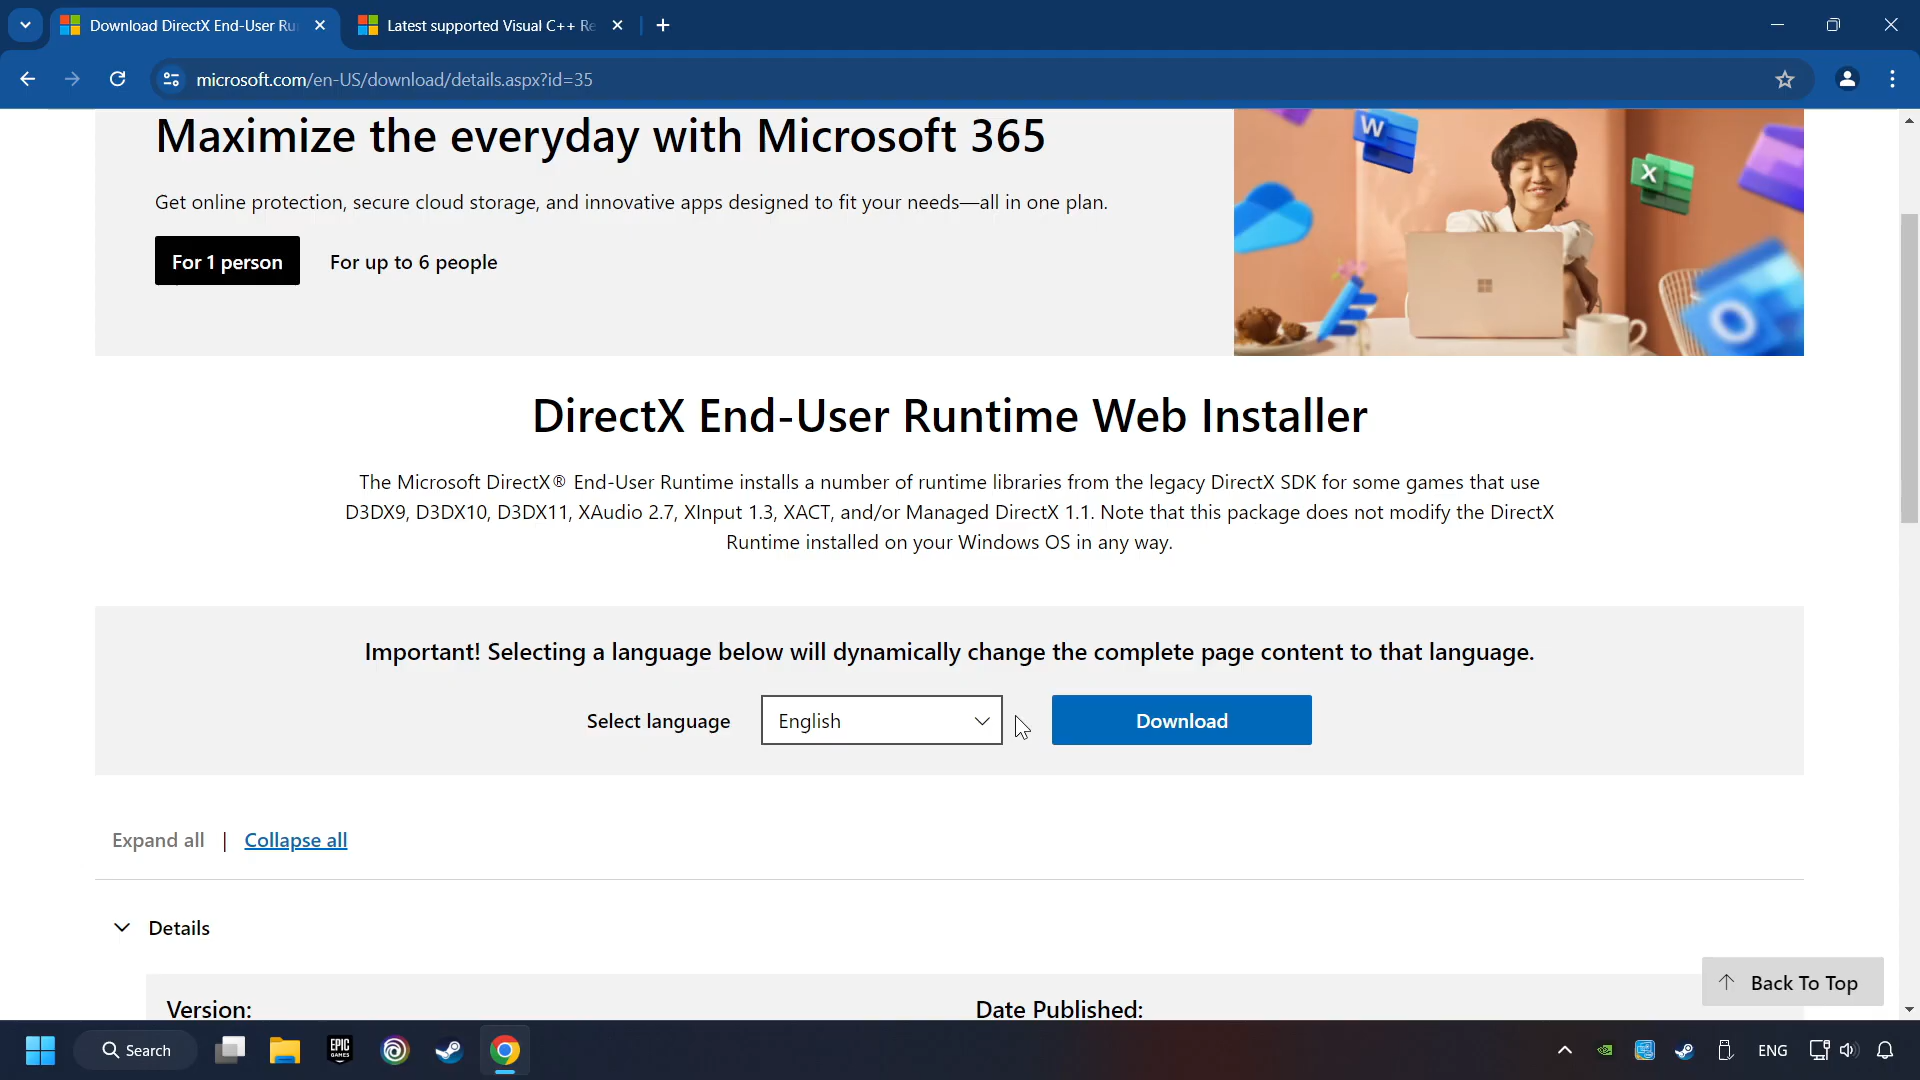 Download DirectX End-User Ru
Latest supported Visual C++ Re
microsoft.com/en-US/download/details.aspx?id=35
Maximize the everyday with Microsoft 365
Get online protection, secure cloud storage, and innovative apps designed to fit your needs—all in one plan.
For 1 person
For up to 6 people
W
X
DirectX End-User Runtime Web Installer
The Microsoft DirectX® End-User Runtime installs a number of runtime libraries from the legacy DirectX SDK for some games that use
D3DX9, D3DX10, D3DX11, XAudio 2.7, XInput 1.3, XACT, and/or Managed DirectX 1.1. Note that this package does not modify the DirectX
Runtime installed on your Windows OS in any way.
Important! Selecting a language below will dynamically change the complete page content to that language.
Select language
English
Download
Expand all | Collapse all
Details
Back To Top
Version:
Date Published:
Search
EPIC
GAMES
ENG